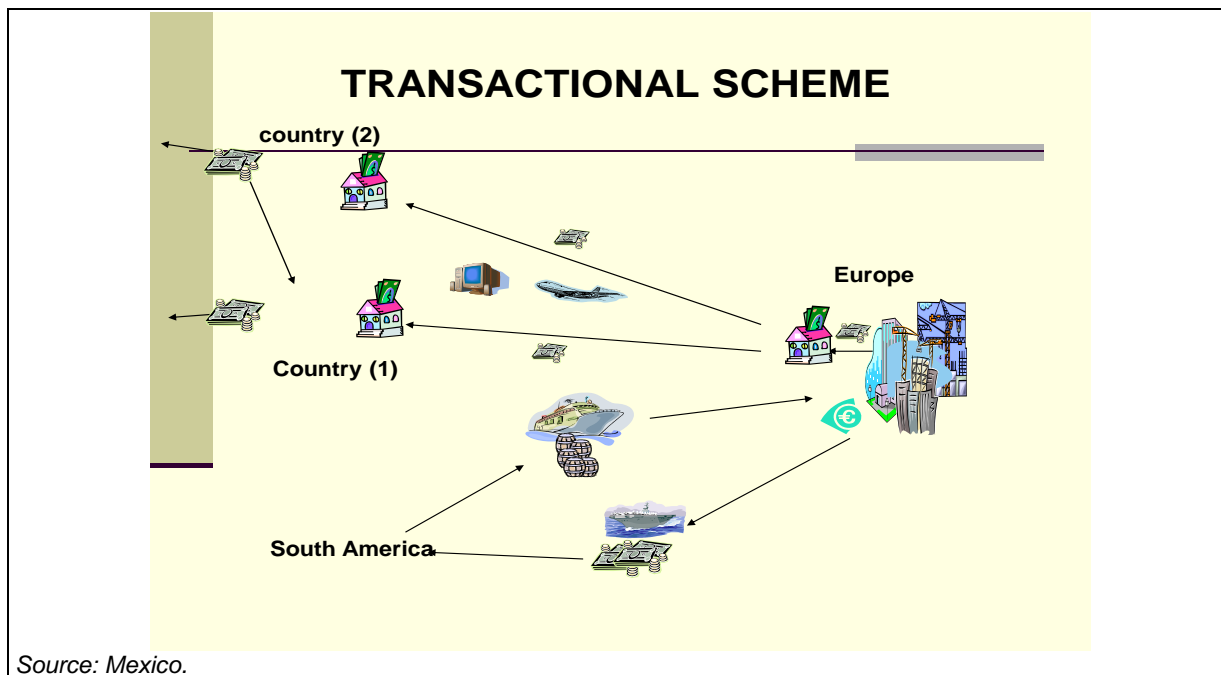 TRANSACTIONAL SCHEME
country (2)
Europe
Country (1)
South America
Source: Mexico.